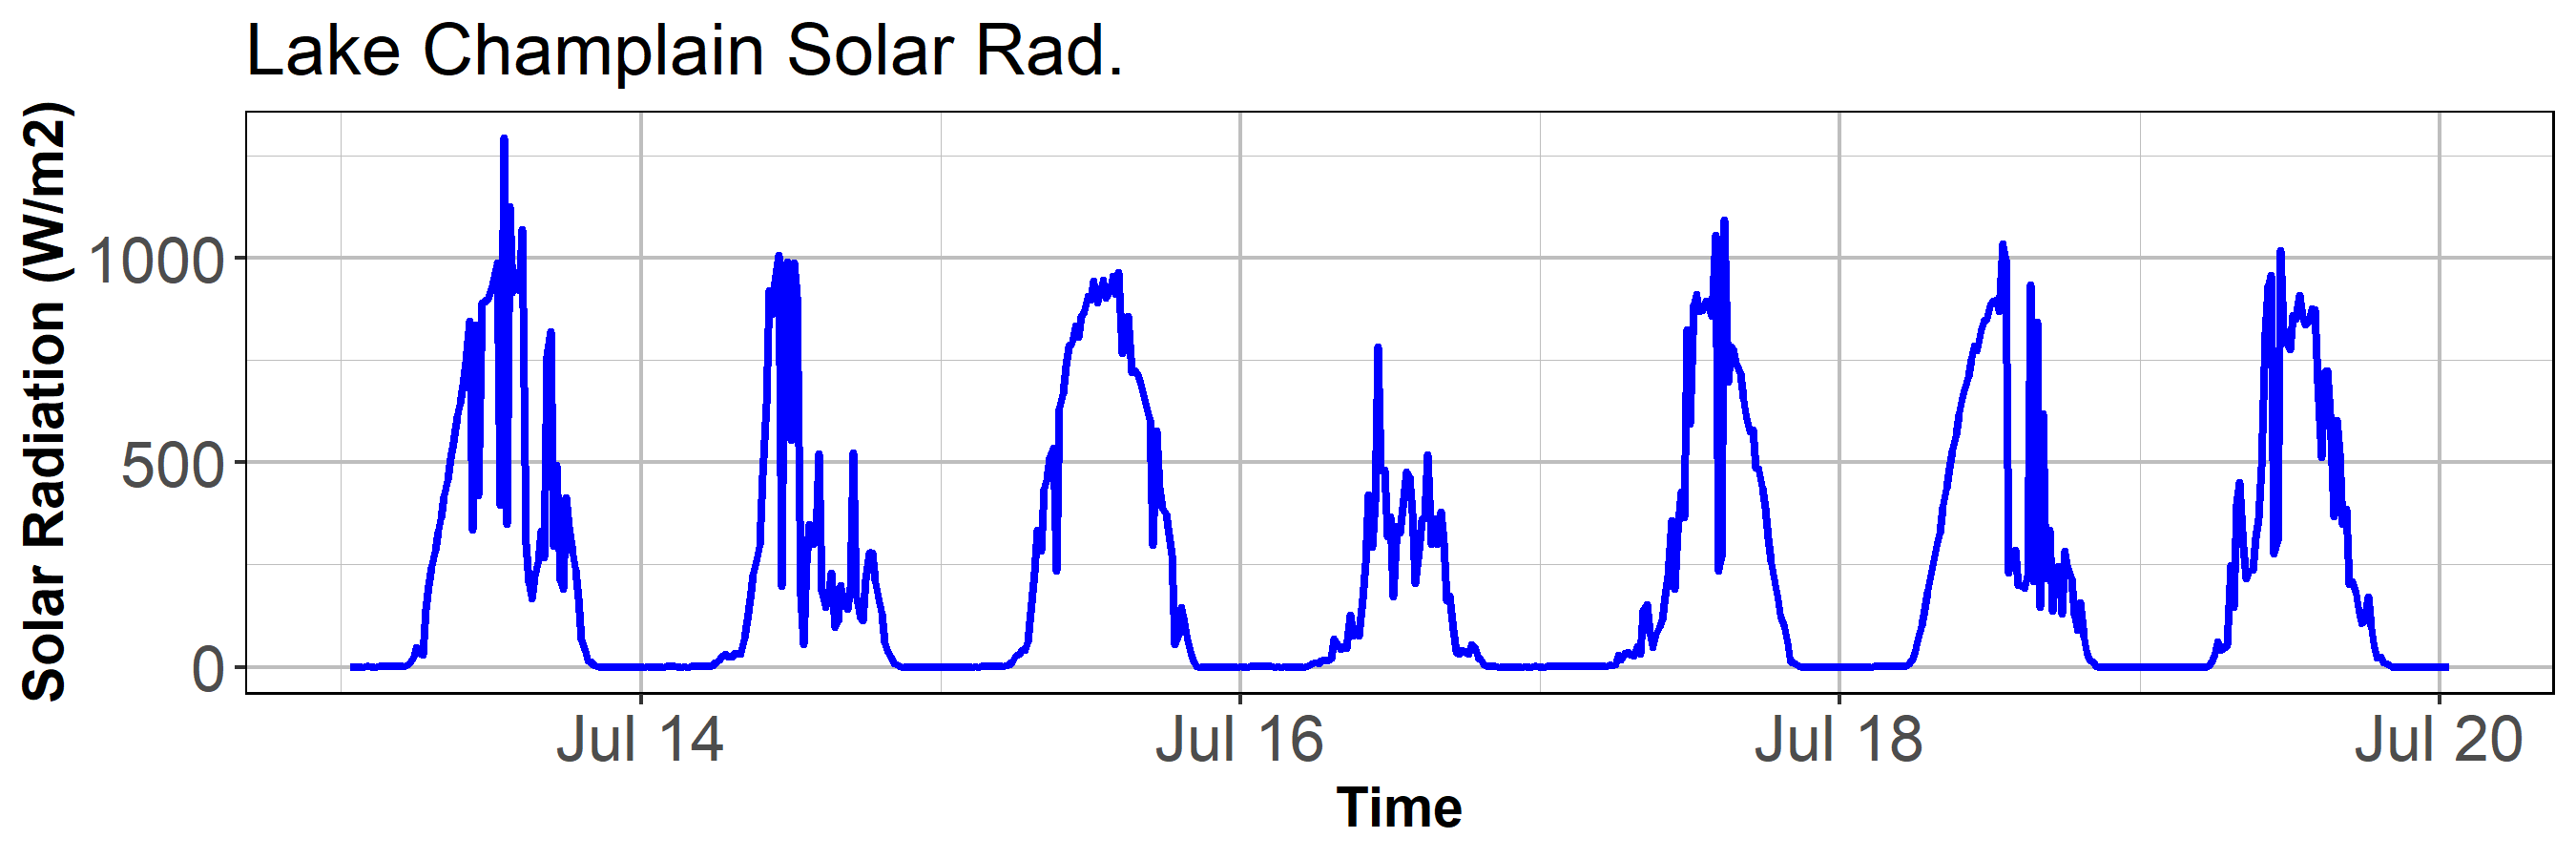 Lake Champlain Solar Rad.
Solar Radiation (W/m2)
1000
500
0
Jul 14 Jul 16 Jul 18 Jul 20
Time